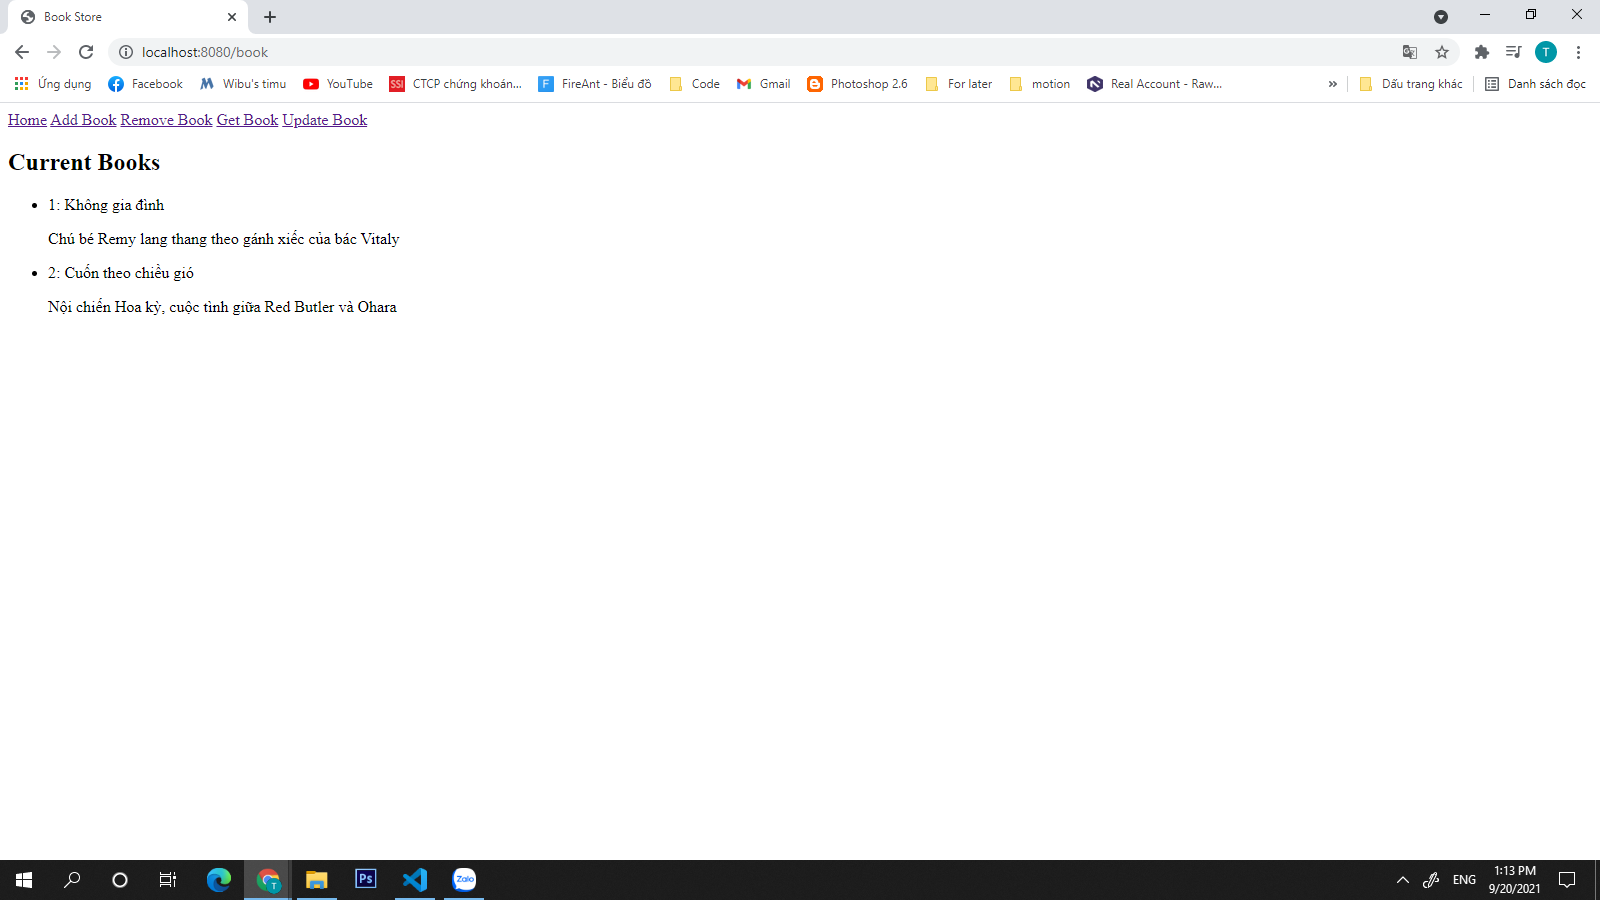 Book Store
localhost:8080/book
T
Ứng dụng Facebook Wibu's timu YouTube SSI CTCP chứng khoán... F FireAnt - Biểu đồ Code Gmail Photoshop 2.6 For later motion Real Account - Raw... » Dấu trang khác Danh sách đọc
Home Add Book Remove Book Get Book Update Book
Current Books
• 1: Không gia đình
Chú bé Remy lang thang theo gánh xiếc của bác Vitaly
• 2: Cuốn theo chiều gió
Nội chiến Hoa kỳ, cuộc tình giữa Red Butler và Ohara
T Ps Zalo ENG 1:13 PM
9/20/2021